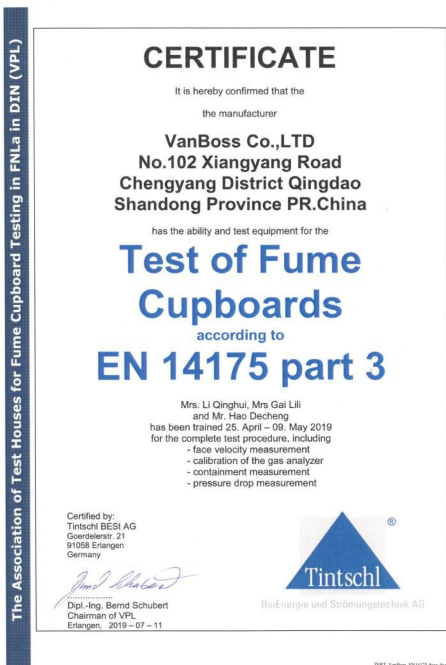 The Association of Test Houses for Fume Cupboard Testing in FNLa in DIN (VPL)
CERTIFICATE
It is hereby confirmed that the
the manufacturer
VanBoss Co.,LTD
No.102 Xiangyang Road
Chengyang District Qingdao
Shandong Province PR.China
has the ability and test equipment for the
Test of Fume
Cupboards
according to
EN 14175 part 3
Mrs. Li Qinghui, Mrs Gai Lili
and Mr. Hao Decheng
has been trained 25. April – 09. May 2019
for the complete test procedure, including
- face velocity measurement
- calibration of the gas analyzer
- containment measurement
- pressure drop measurement
Certified by:
Tintschl BESt AG
Goerdelerstr. 21
91058 Erlangen
Germany
Dipl.-Ing. Bernd Schubert
Chairman of VPL
Erlangen, 2019 – 07 – 11
®
Tintschl
BioEnergie und Strömungstechnik AG